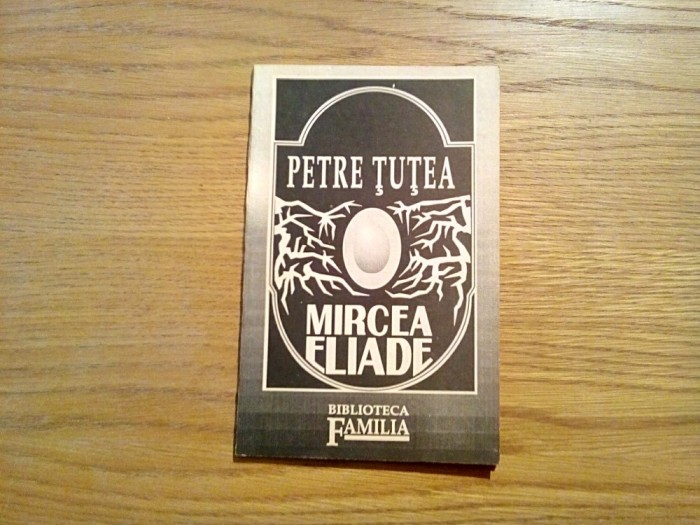 PETRE ŢUŢEA
MIRCEA
ELIADE
BIBLIOTECA
FAMILIA